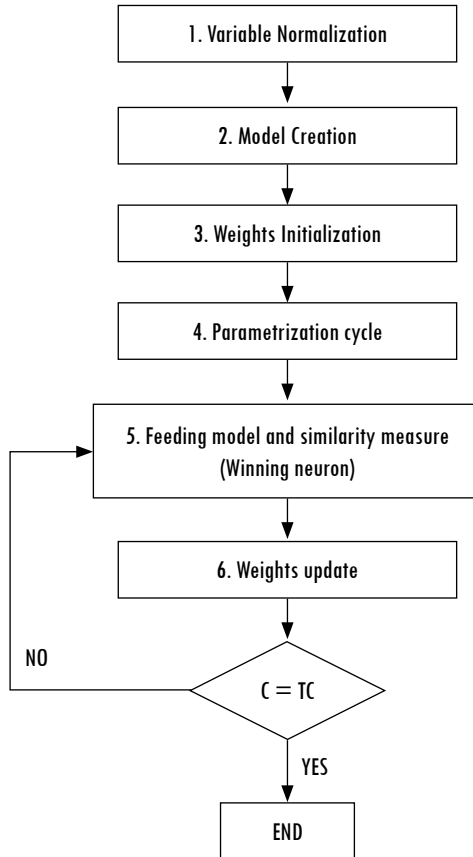 1. Variable Normalization
2. Model Creation
3. Weights Initialization
4. Parametrization cycle
5. Feeding model and similarity measure
(Winning neuron)
6. Weights update
NO
C = TC
YES
END